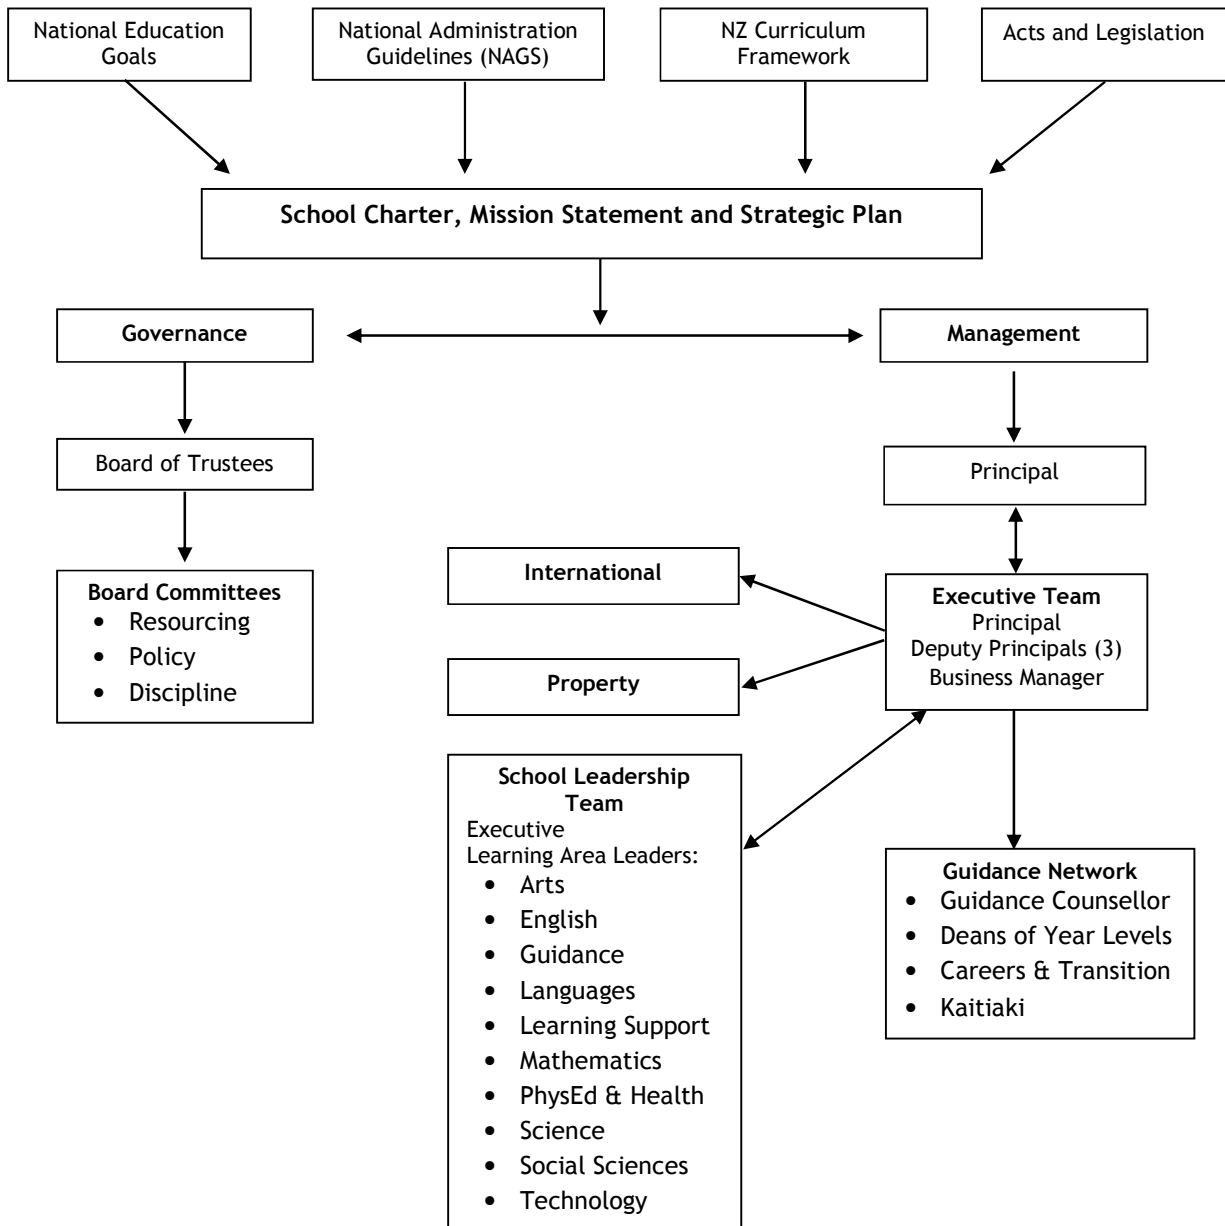 National Education
Goals
National Administration
Guidelines (NAGS)
NZ Curriculum
Framework
Acts and Legislation
School Charter, Mission Statement and Strategic Plan
Governance
Management
Board of Trustees
Principal
Board Committees
• Resourcing
• Policy
• Discipline
International
Property
Executive Team
Principal
Deputy Principals (3)
Business Manager
School Leadership
Team
Executive
Learning Area Leaders:
• Arts
• English
• Guidance
• Languages
• Learning Support
• Mathematics
• PhysEd & Health
• Science
• Social Sciences
• Technology
Guidance Network
• Guidance Counsellor
• Deans of Year Levels
• Careers & Transition
• Kaitiaki